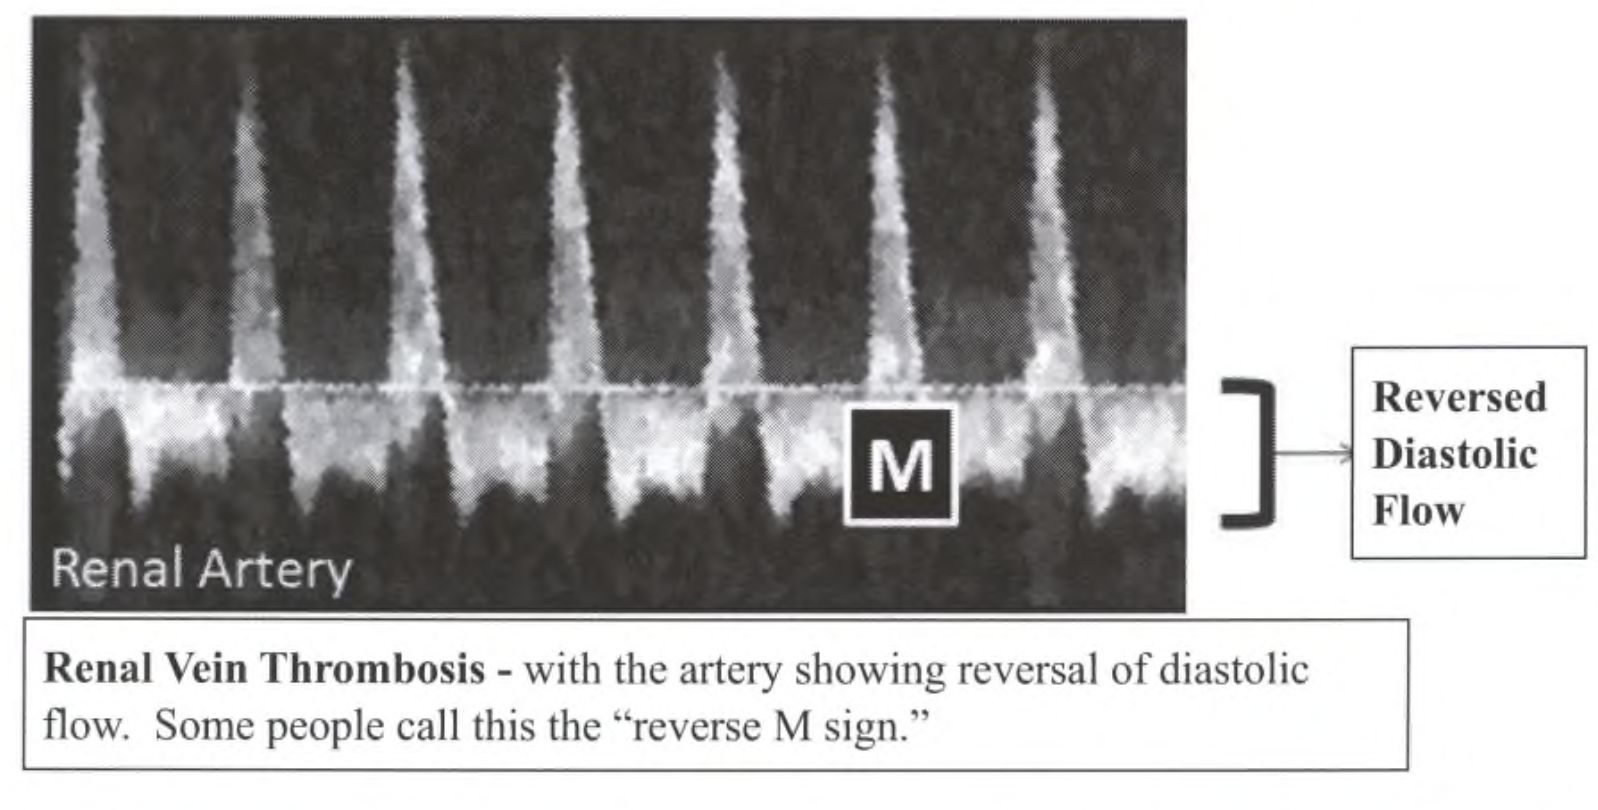 M
Renal Artery
Reversed
Diastolic
Flow
Renal Vein Thrombosis - with the artery showing reversal of diastolic
flow. Some people call this the “reverse M sign.”